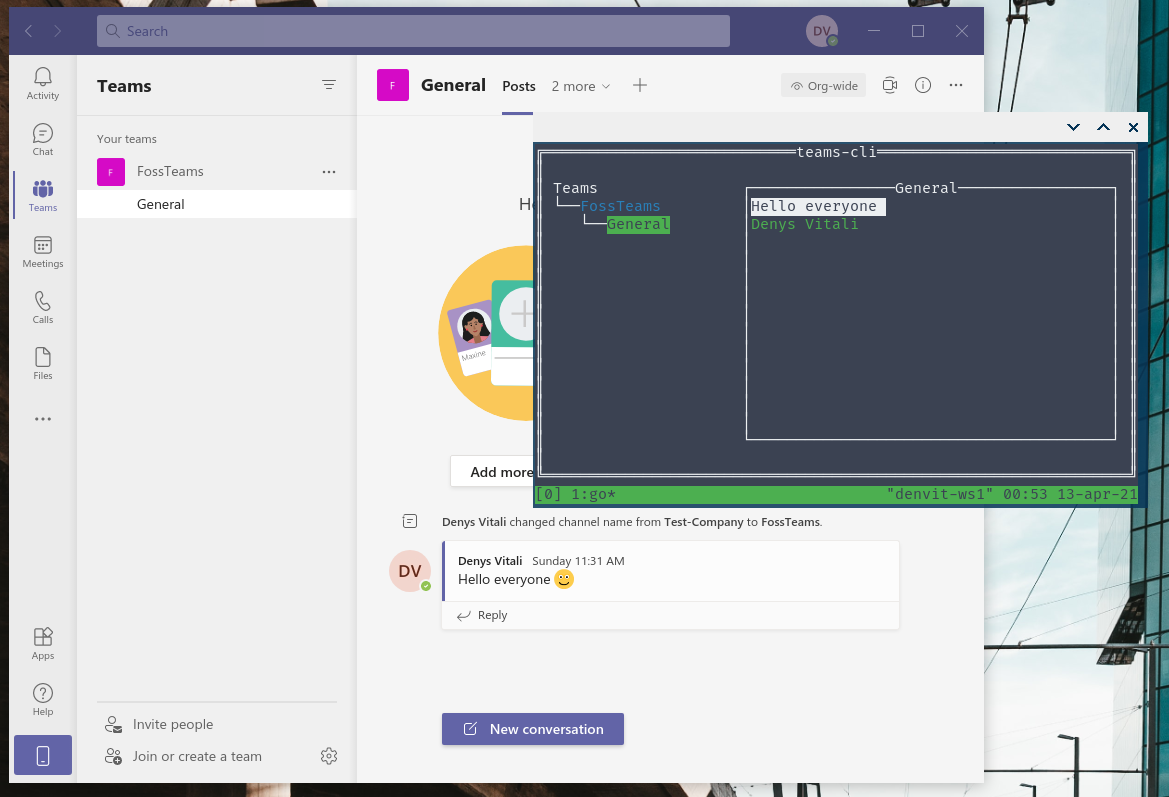 Search
DV
Activity
Chat
Teams
Meetings
Calls
Files
Apps
Help
Teams
Your teams
F
FossTeams
General
Invite people
Join or create a team
F
General
Posts
2 more
Org-wide
Maxine
Add more
Denys Vitali changed channel name from Test-Company to FossTeams.
DV
Denys Vitali Sunday 11:31 AM
Hello everyone
Reply
New conversation
teams-cli
Teams
FossTeams
General
General
Hello everyone
Denys Vitali
[0] 1:go* "denvit-ws1" 00:53 13-apr-21